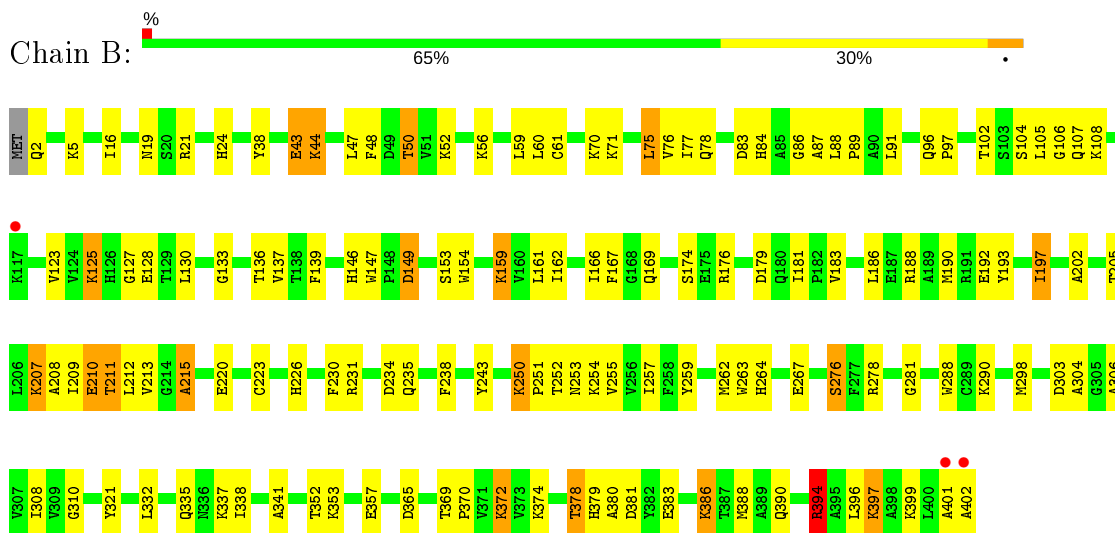 %
Chain B:
65% 30% •
MET Q2 K5 I16 N19 S20 R21 H24 Y38 E43 K44 L47 F48 D49 T50 V51 K52 K56 L59 L60 C61 K70 K71 L75 V76 I77 Q78 D83 H84 A85 G86 A87 L88 P89 A90 L91 Q96 P97 T102 S103 S104 L105 G106 Q107 K108
K117 V123 V124 K125 H126 G127 E128 T129 L130 G133 T136 V137 T138 F139 H146 W147 P148 D149 S153 W154 K159 V160 L161 I162 I166 F167 G168 Q169 S174 E175 R176 D179 Q180 I181 P182 V183 L186 E187 R188 A189 M190 R191 E192 Y193 I197 A202 T205
L206 K207 A208 I209 E210 F211 L212 V213 G214 A215 E220 C223 H226 F230 R231 D234 Q235 F238 Y243 K250 P251 T252 N253 K254 V255 V256 I257 F258 Y259 M262 W263 H264 E267 S276 F277 R278 G281 W288 C289 K290 M298 D303 A304 G305 A306
V307 I308 V309 G310 Y321 L332 Q335 N336 K337 I338 A341 T352 K353 E357 D365 T369 P370 V371 K372 V373 K374 T378 H379 A380 D381 Y382 E383 K386 T387 M388 A389 Q390 R394 A395 L396 K397 A398 K399 L400 A401 A402